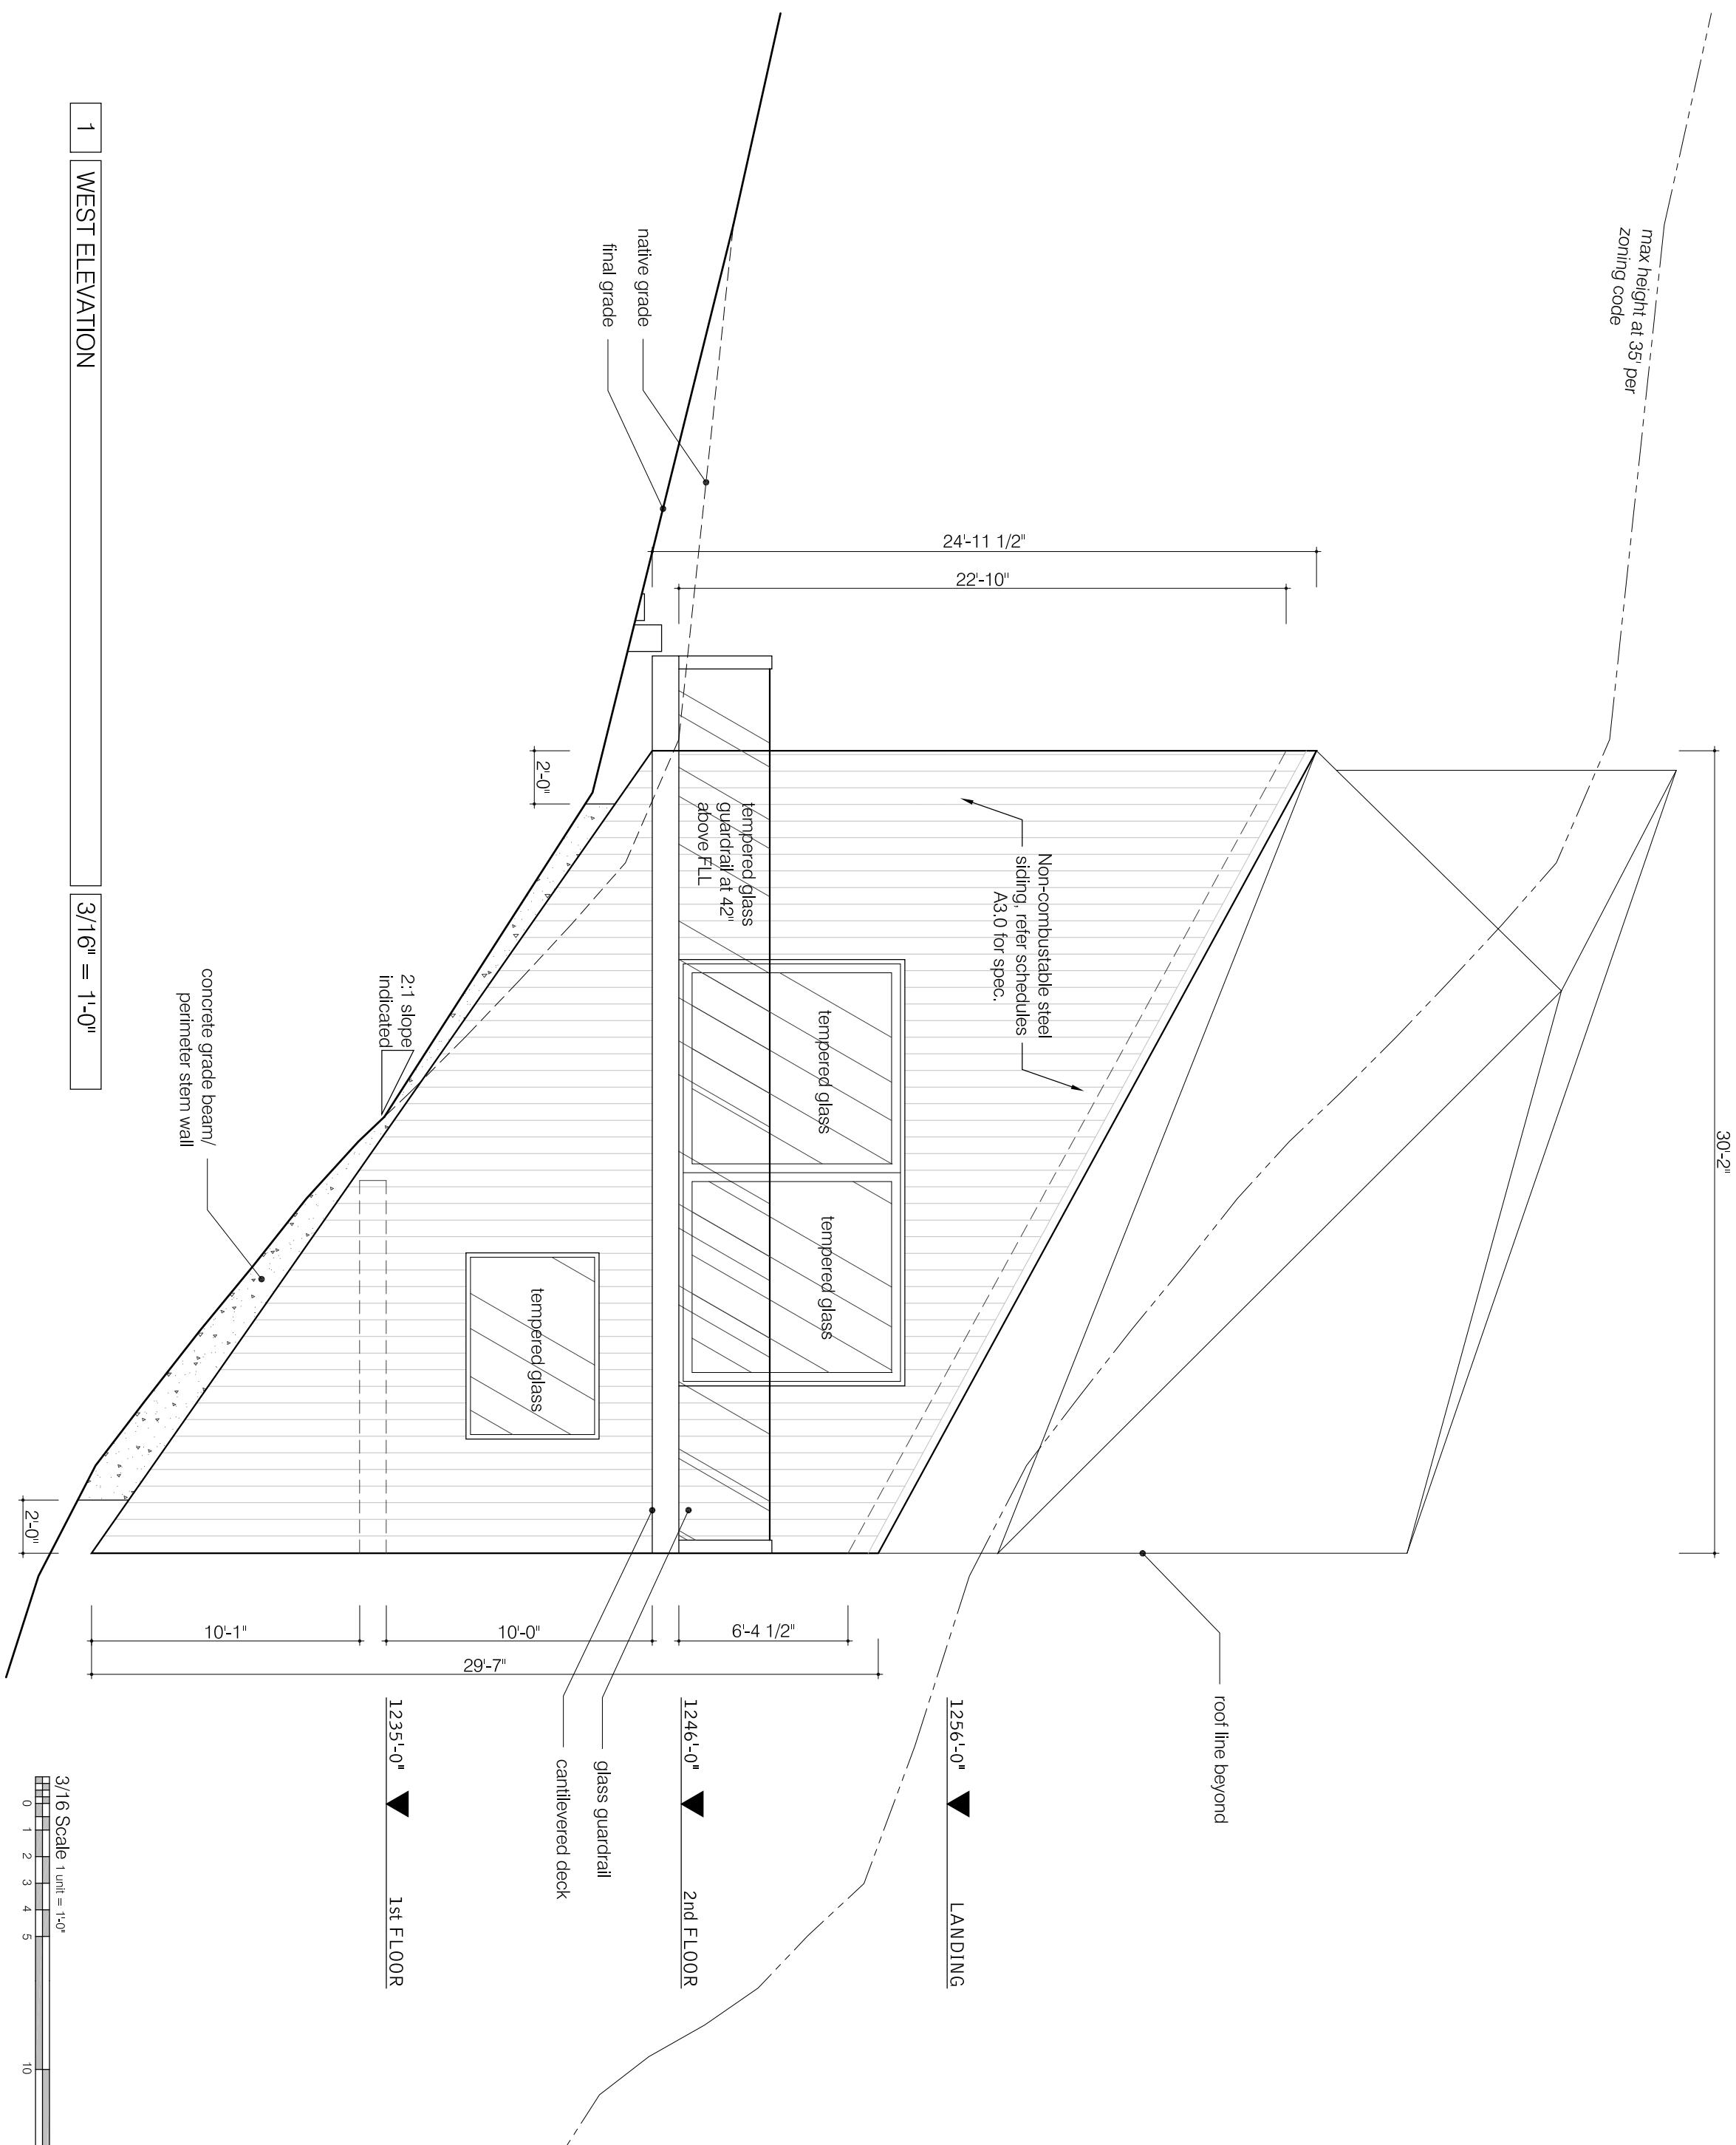 max height at 35' per
zoning code
30'-2"
24'-11 1/2"
22'-10"
native grade
final grade
2'-0"
Non-combustable steel
siding, refer schedules
A3.0 for spec.
tempered glass
guardrail at 42"
above FLL
tempered glass
tempered glass
tempered glass
2:1 slope
indicated
concrete grade beam/
perimeter stem wall
2'-0"
roof line beyond
6'-4 1/2"
10'-0"
10'-1"
29'-7"
1256'-0" LANDING
1246'-0" 2nd FLOOR
1235'-0" 1st FLOOR
glass guardrail
cantilevered deck
1 WEST ELEVATION 3/16" = 1'-0"
3/16 Scale 1 unit = 1'-0"
0 1 2 3 4 5 10